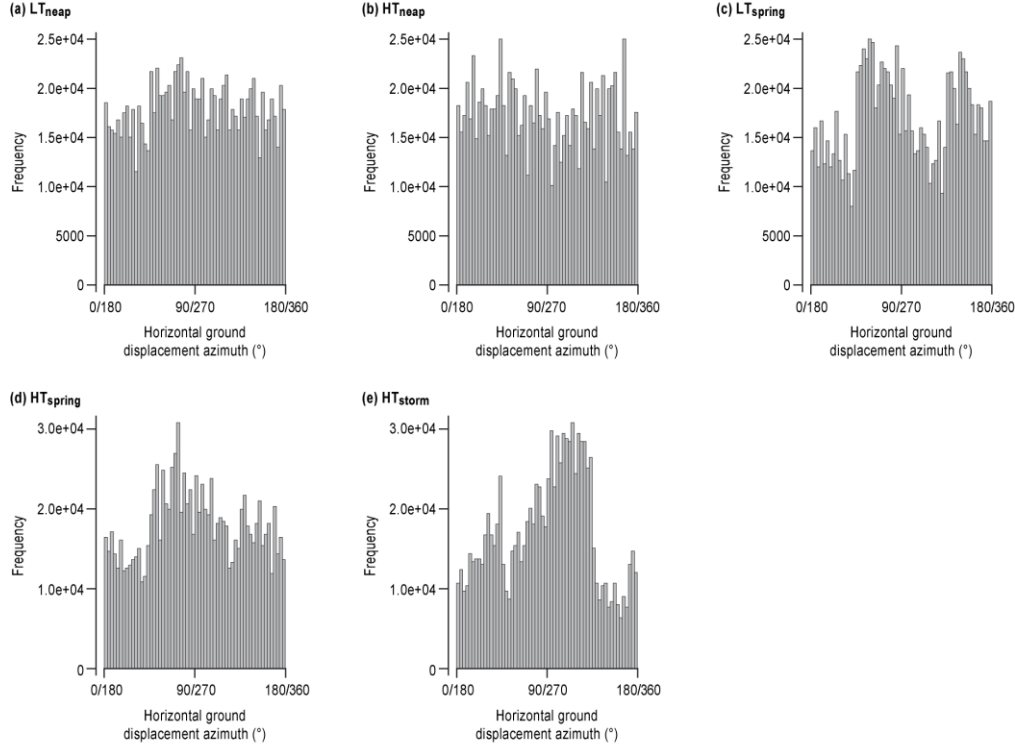 (a) LTneap
2.5e+04
2.0e+04
1.5e+04
1.0e+04
5000
0
Frequency
0/180 90/270 180/360
Horizontal ground
displacement azimuth (°)
(b) HTneap
2.5e+04
2.0e+04
1.5e+04
1.0e+04
5000
0
Frequency
0/180 90/270 180/360
Horizontal ground
displacement azimuth (°)
(c) LTspring
2.5e+04
2.0e+04
1.5e+04
1.0e+04
5000
0
Frequency
0/180 90/270 180/360
Horizontal ground
displacement azimuth (°)
(d) HTspring
3.0e+04
2.0e+04
1.0e+04
0
Frequency
0/180 90/270 180/360
Horizontal ground
displacement azimuth (°)
(e) HTstorm
3.0e+04
2.0e+04
1.0e+04
0
Frequency
0/180 90/270 180/360
Horizontal ground
displacement azimuth (°)